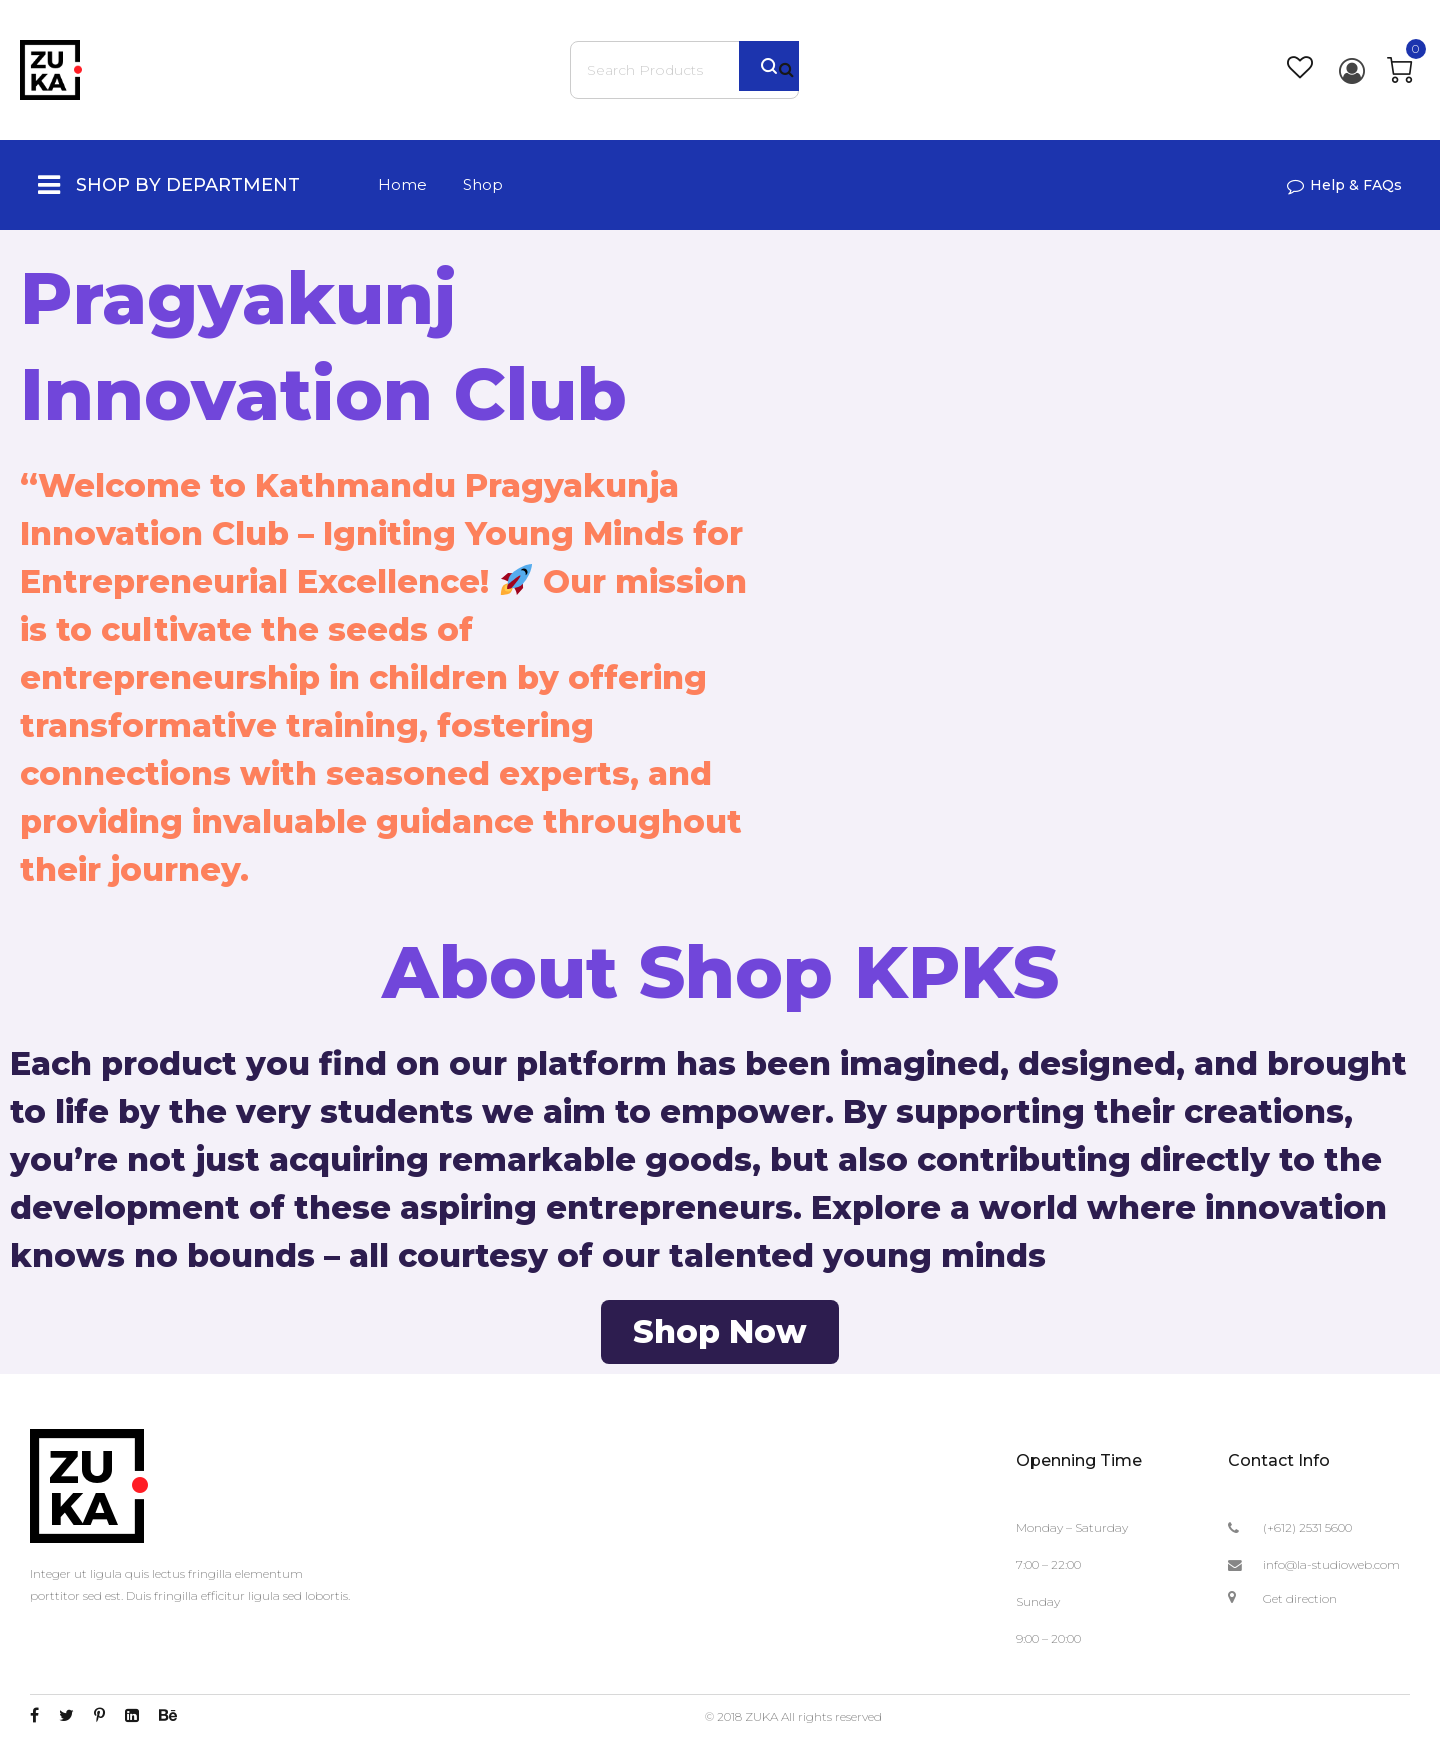 ZU
KA
Search Products
0
SHOP BY DEPARTMENT
Home
Shop
Help & FAQs
Pragyakunj
Innovation Club
“Welcome to Kathmandu Pragyakunja
Innovation Club – Igniting Young Minds for
Entrepreneurial Excellence! 🚀 Our mission
is to cultivate the seeds of
entrepreneurship in children by offering
transformative training, fostering
connections with seasoned experts, and
providing invaluable guidance throughout
their journey.
About Shop KPKS
Each product you find on our platform has been imagined, designed, and brought
to life by the very students we aim to empower. By supporting their creations,
you’re not just acquiring remarkable goods, but also contributing directly to the
development of these aspiring entrepreneurs. Explore a world where innovation
knows no bounds – all courtesy of our talented young minds
Shop Now
ZU
KA
Integer ut ligula quis lectus fringilla elementum
porttitor sed est. Duis fringilla efficitur ligula sed lobortis.
Openning Time
Monday – Saturday
7:00 – 22:00
Sunday
9:00 – 20:00
Contact Info
(+612) 2531 5600
info@la-studioweb.com
Get direction
© 2018 ZUKA All rights reserved